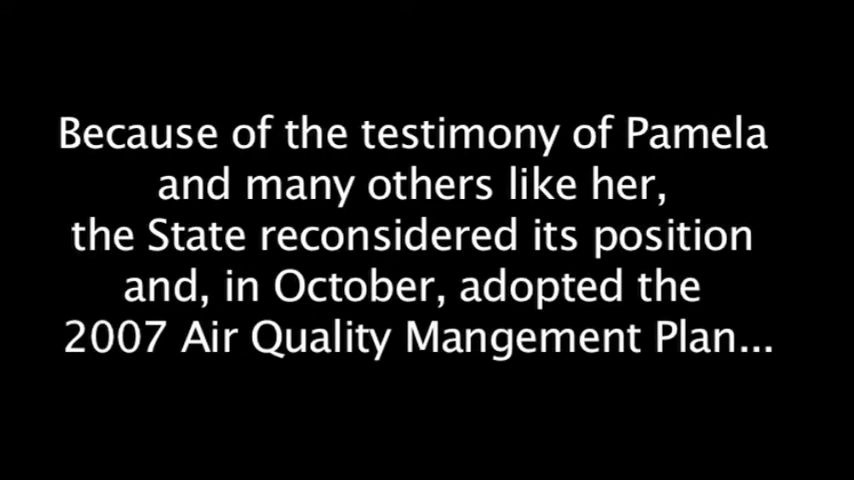 Because of the testimony of Pamela
and many others like her,
the State reconsidered its position
and, in October, adopted the
2007 Air Quality Mangement Plan...